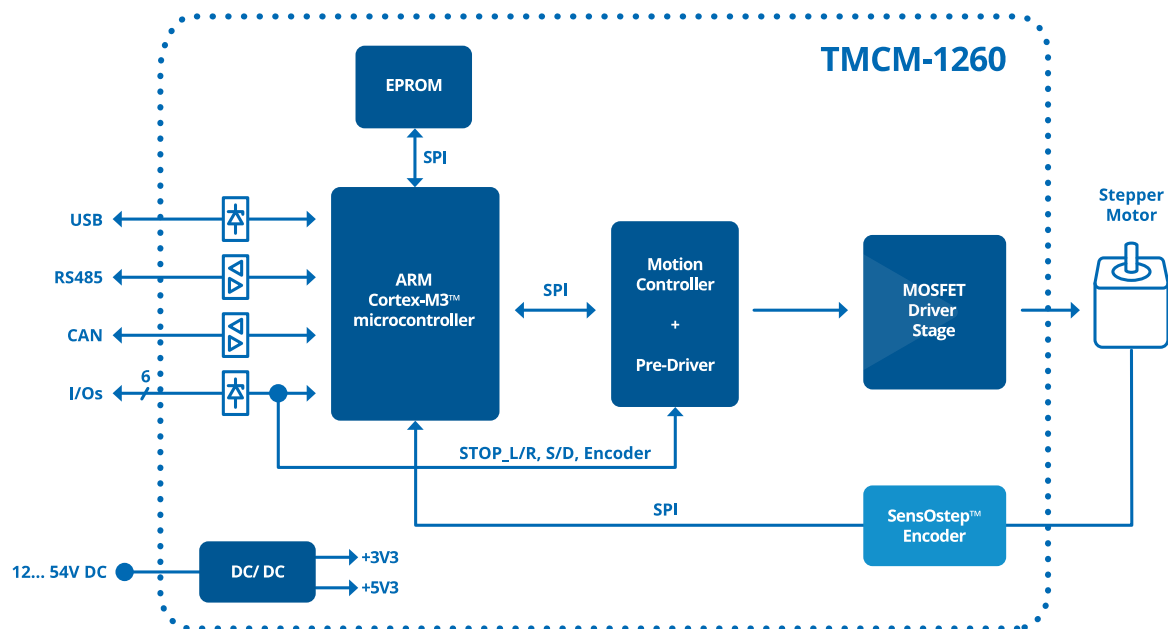 TMCM-1260
EPROM
SPI
USB
RS485
CAN
6
I/Os
ARM
Cortex-M3™
microcontroller
SPI
Motion
Controller
+
Pre-Driver
MOSFET
Driver
Stage
Stepper
Motor
STOP_L/R, S/D, Encoder
SPI
SensOstep™
Encoder
12... 54V DC
DC/ DC
+3V3
+5V3